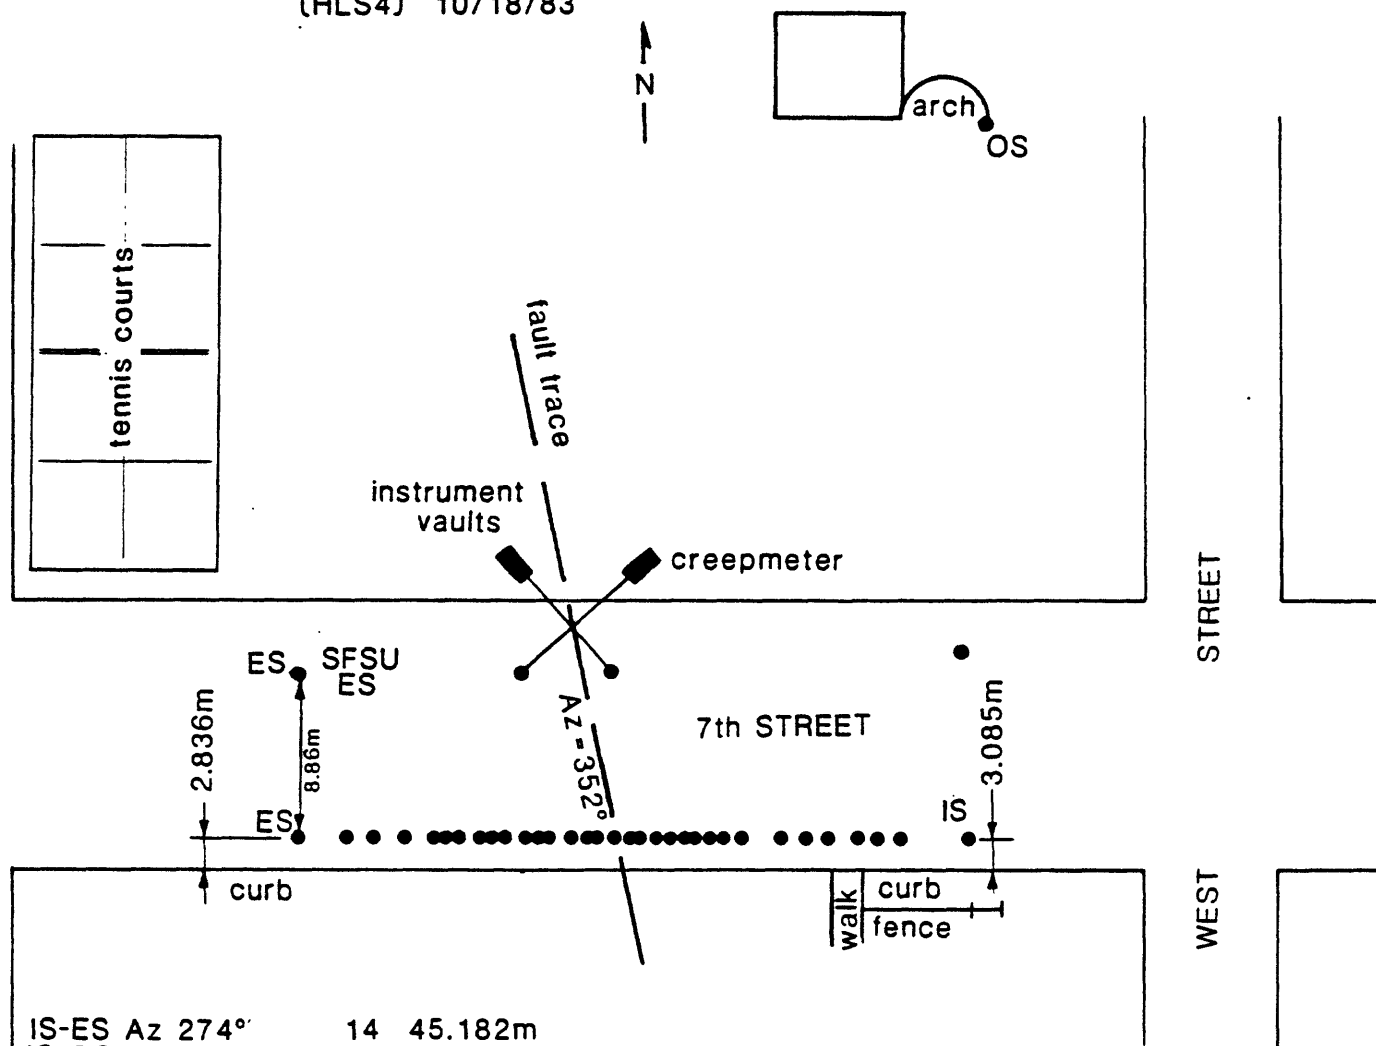 (HLS4) 10/18/83
N
arch
OS
tennis courts
fault trace
instrument
vaults
creepmeter
STREET
ES
SFSU
ES
2.836m
8.86m
Az=352°
7th STREET
3.085m
ES
IS
curb
walk
curb
fence
WEST
IS-ES Az 274° 14 45.182m